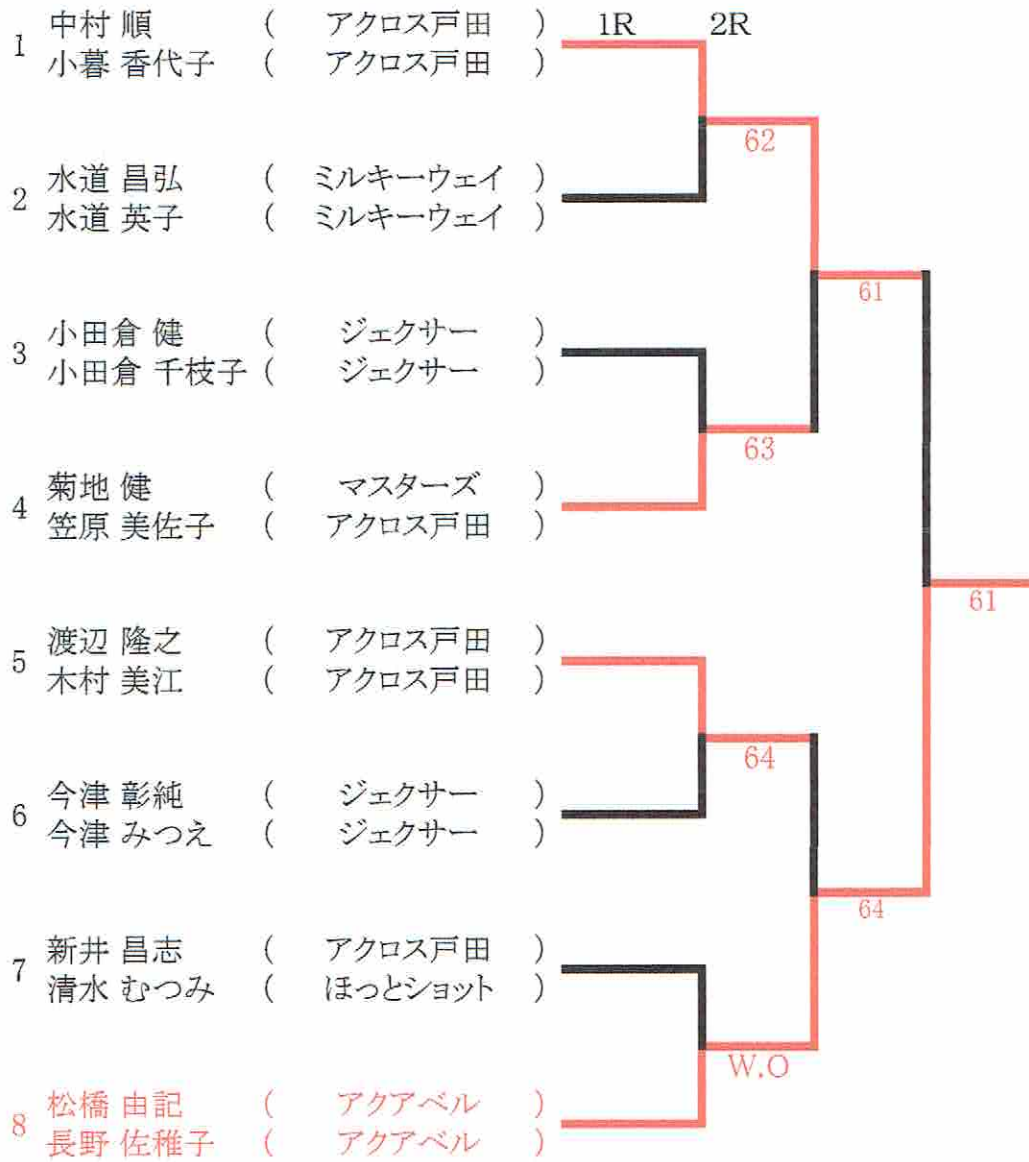 1R 2R
1 中村 順 ( アクロス戸田 )
小暮 香代子 ( アクロス戸田 )
62
2 水道 昌弘 ( ミルキーウェイ )
水道 英子 ( ミルキーウェイ )
61
3 小田倉 健 ( ジェクサー )
小田倉 千枝子 ( ジェクサー )
63
4 菊地 健 ( マスターズ )
笠原 美佐子 ( アクロス戸田 )
61
5 渡辺 隆之 ( アクロス戸田 )
木村 美江 ( アクロス戸田 )
64
6 今津 彰純 ( ジェクサー )
今津 みつえ ( ジェクサー )
64
7 新井 昌志 ( アクロス戸田 )
清水 むつみ ( ほっとショット )
W.O
8 松橋 由記 ( アクアベル )
長野 佐稚子 ( アクアベル )